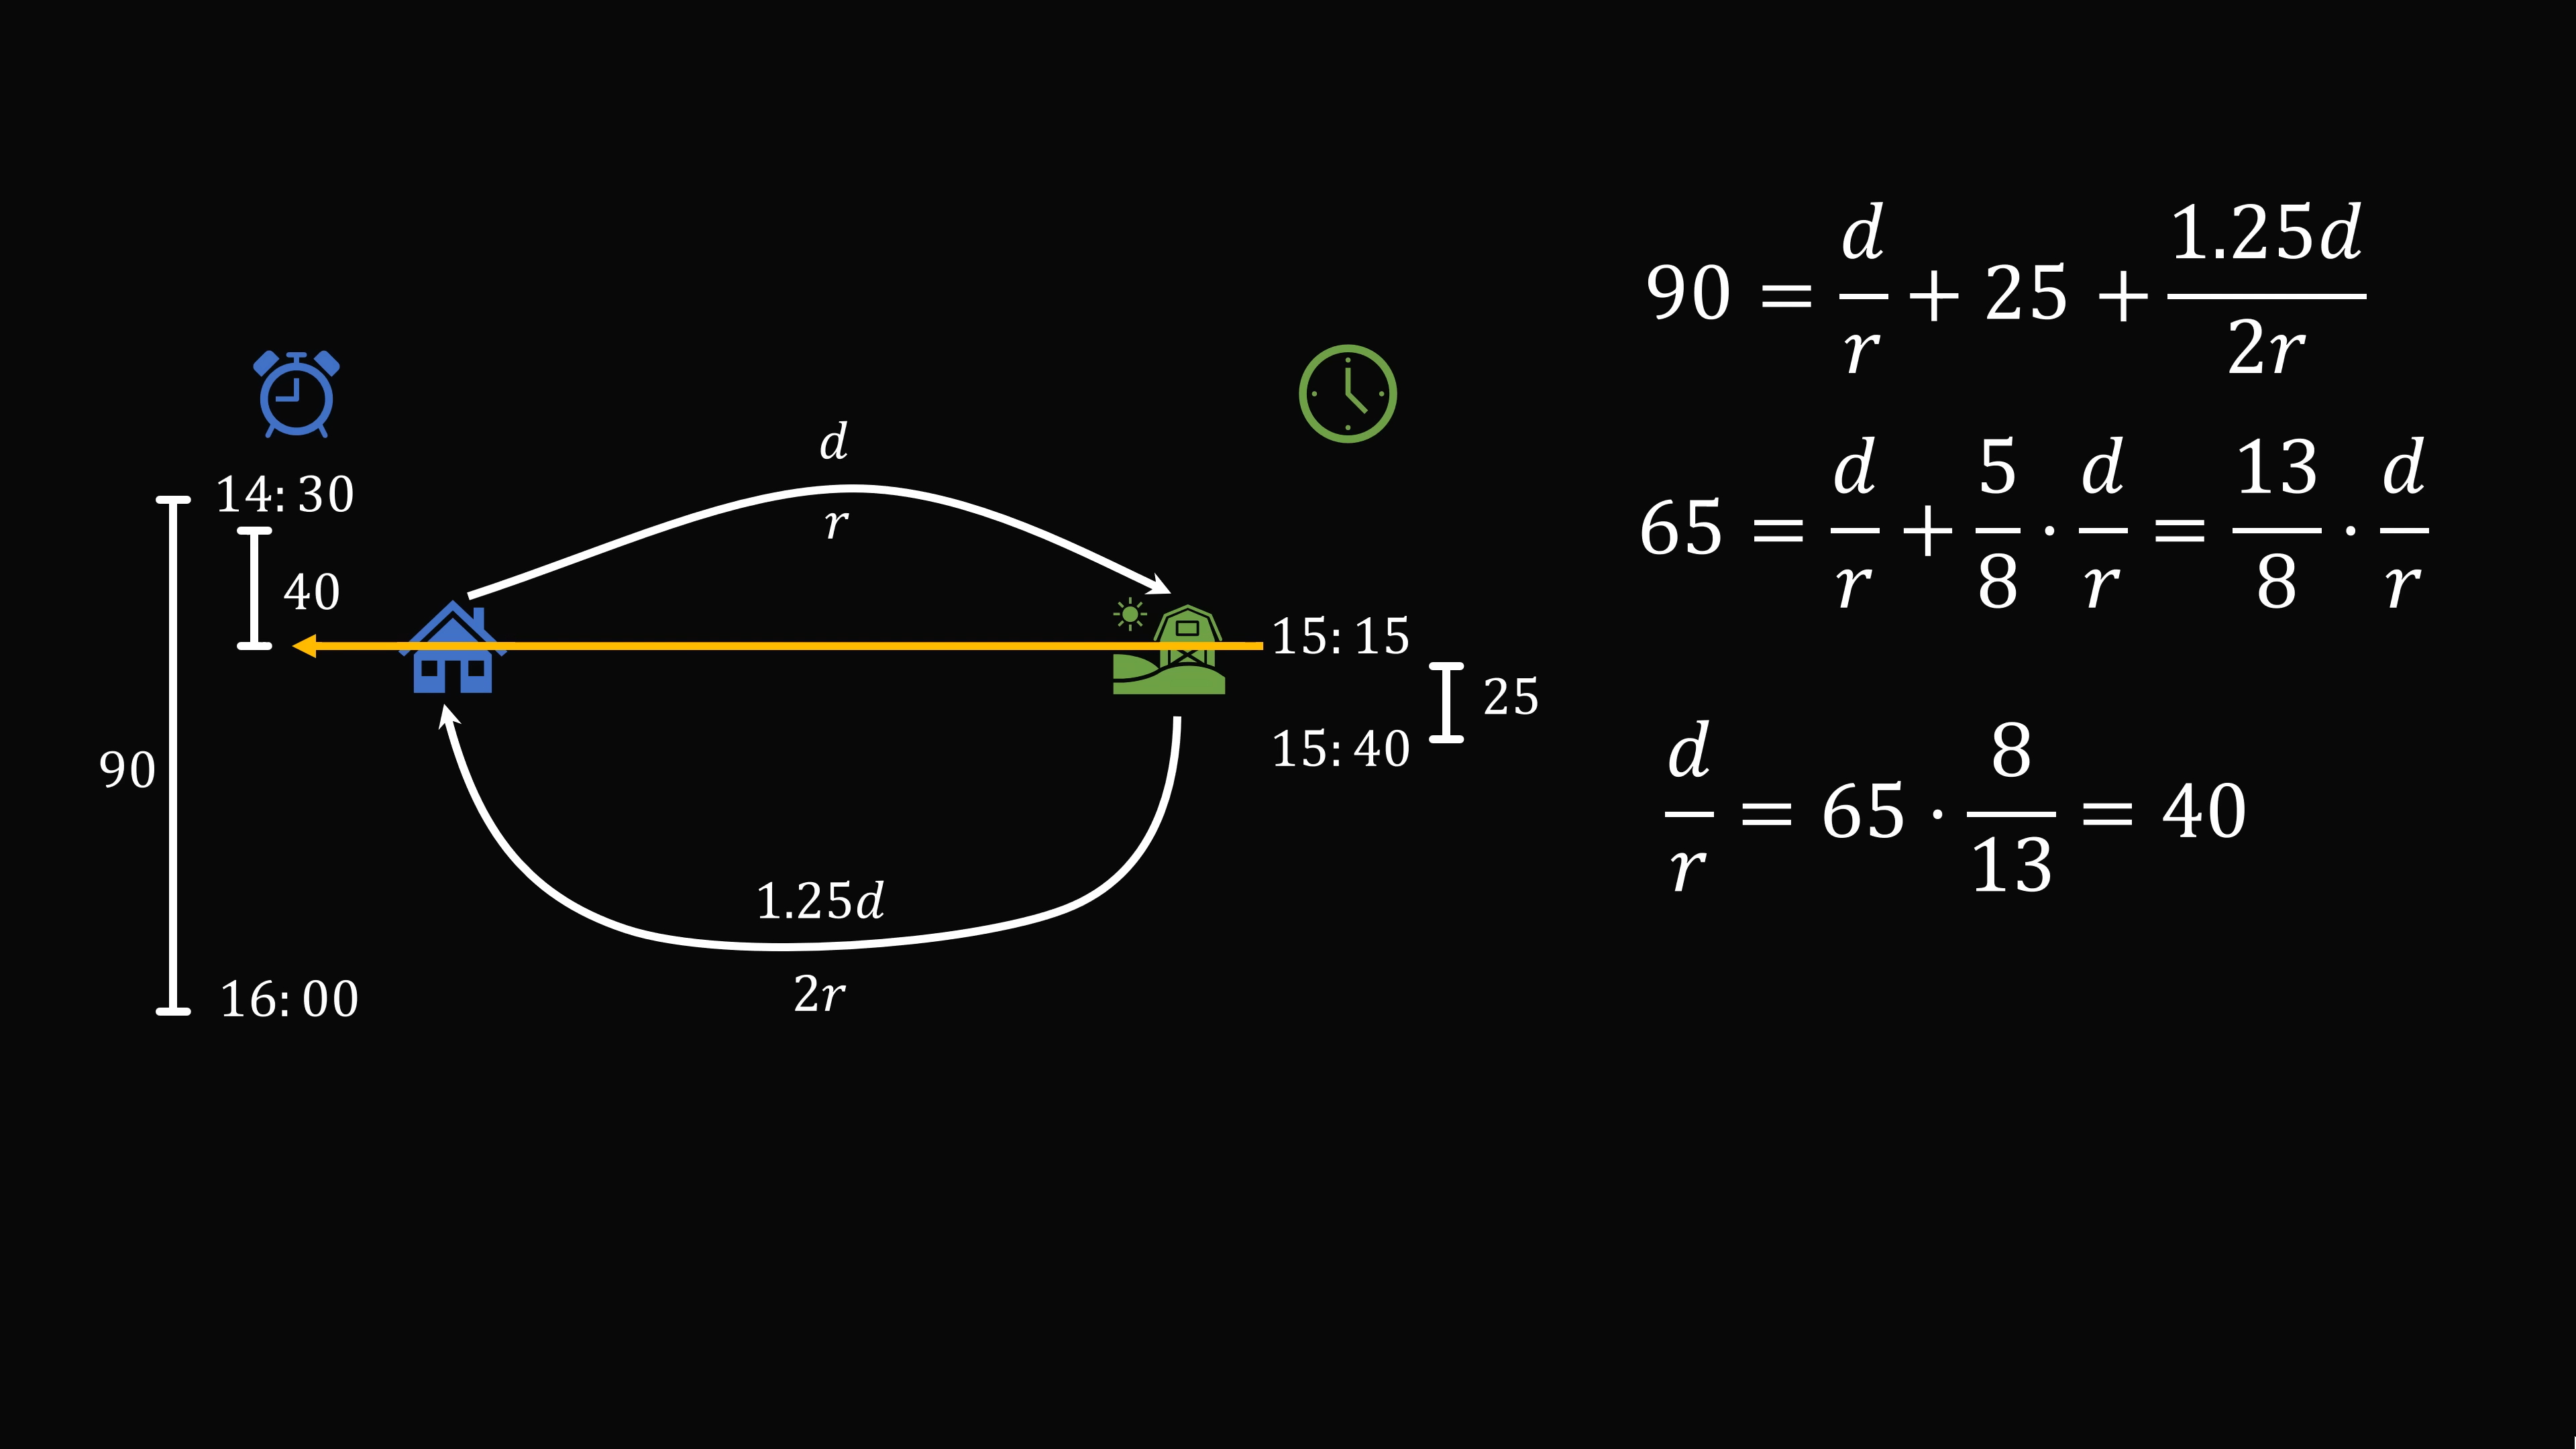 14: 30
40
90
16: 00
d
r
15: 15
25
15: 40
1.25d
2r
90 = d/r + 25 + 1.25d/2r
65 = d/r + 5/8 · d/r = 13/8 · d/r
d/r = 65 · 8/13 = 40